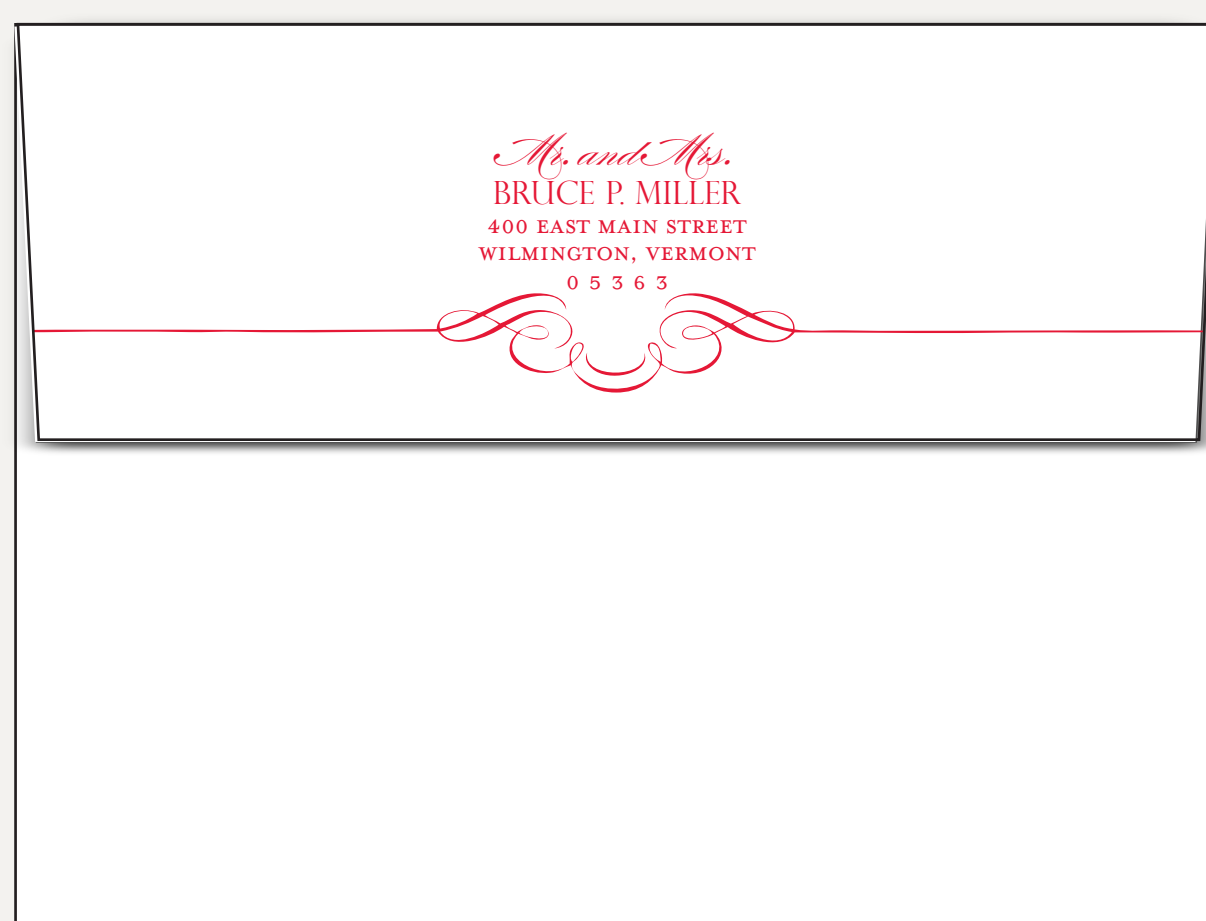 Mr. and Mrs.
BRUCE P. MILLER
400 EAST MAIN STREET
WILMINGTON, VERMONT
05363